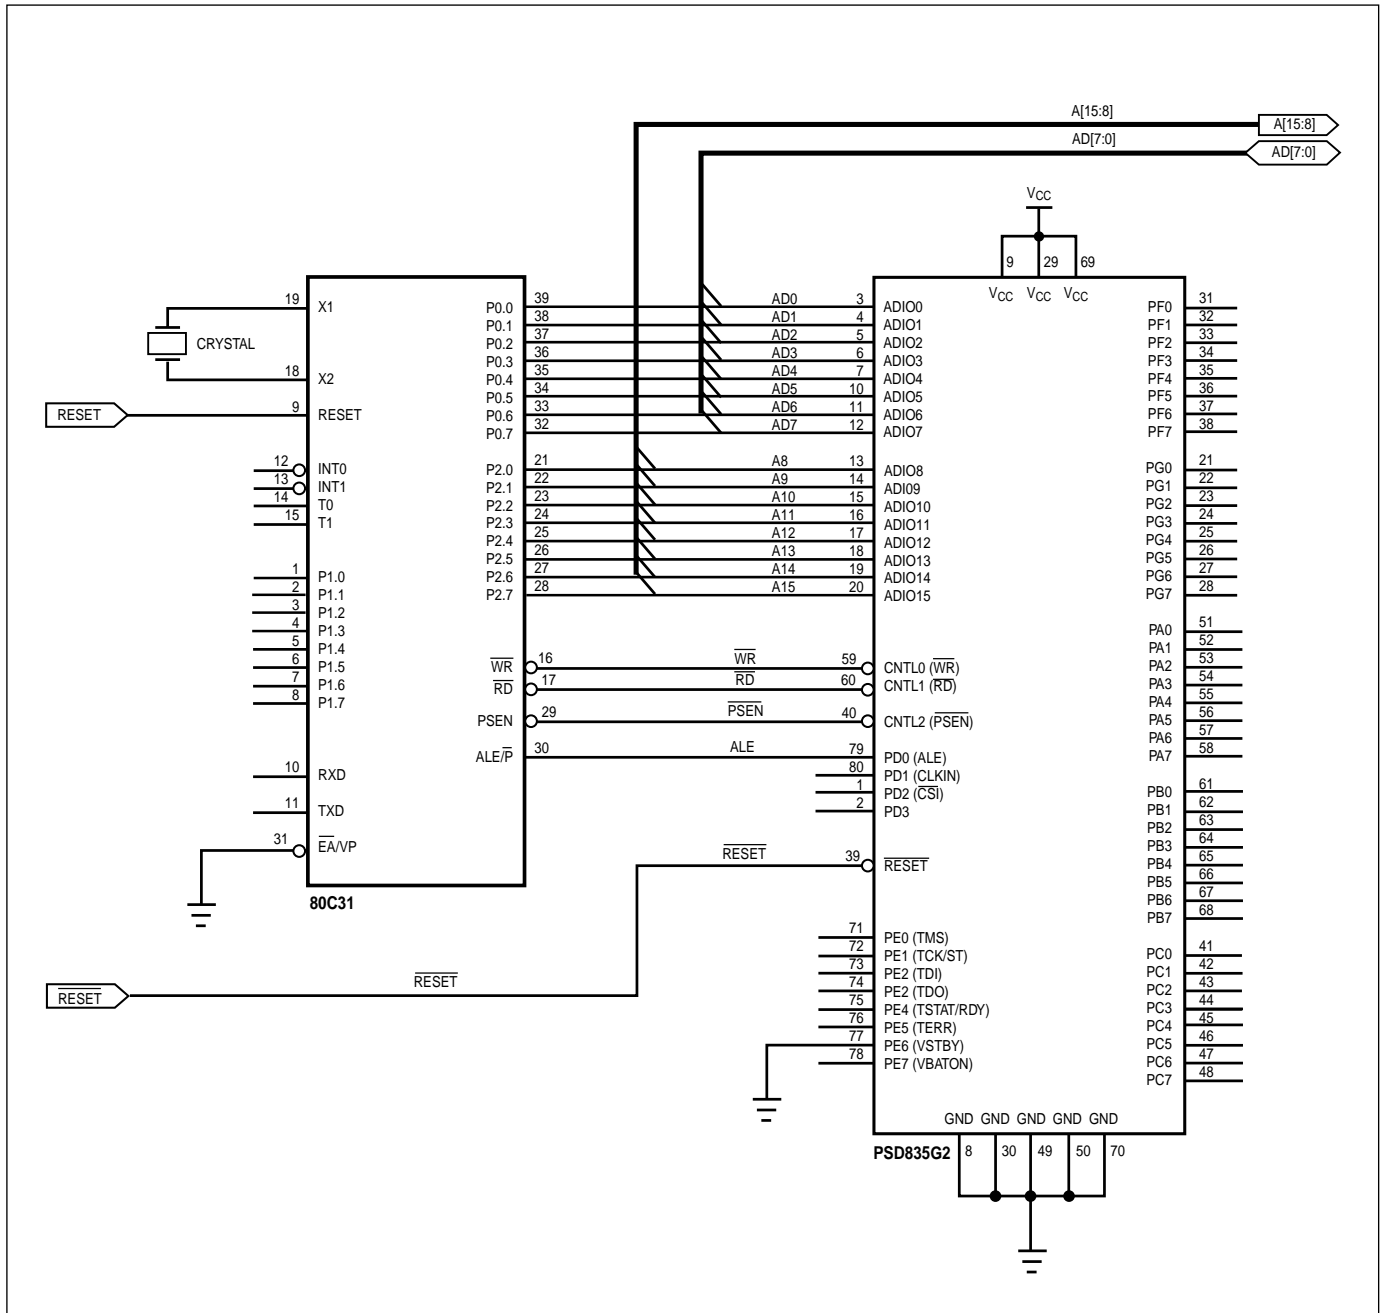 A[15:8]
A[15:8]
AD[7:0]
AD[7:0]
VCC
9 29 69
VCC VCC VCC
19 X1
CRYSTAL
18 X2
RESET 9 RESET
12 INT0
13 INT1
14 T0
15 T1
1 P1.0
2 P1.1
3 P1.2
4 P1.3
5 P1.4
6 P1.5
7 P1.6
8 P1.7
10 RXD
11 TXD
31 E̅A̅/VP
P0.0 39 AD0 3 ADIO0
P0.1 38 AD1 4 ADIO1
P0.2 37 AD2 5 ADIO2
P0.3 36 AD3 6 ADIO3
P0.4 35 AD4 7 ADIO4
P0.5 34 AD5 10 ADIO5
P0.6 33 AD6 11 ADIO6
P0.7 32 AD7 12 ADIO7
P2.0 21 A8 13 ADIO8
P2.1 22 A9 14 ADI09
P2.2 23 A10 15 ADIO10
P2.3 24 A11 16 ADIO11
P2.4 25 A12 17 ADIO12
P2.5 26 A13 18 ADIO13
P2.6 27 A14 19 ADIO14
P2.7 28 A15 20 ADIO15
W̅R̅ 16 W̅R̅ 59 CNTL0 (W̅R̅)
R̅D̅ 17 R̅D̅ 60 CNTL1 (R̅D̅)
PSEN 29 P̅S̅E̅N̅ 40 CNTL2 (P̅S̅E̅N̅)
ALE/P̅ 30 ALE 79 PD0 (ALE)
80 PD1 (CLKIN)
1 PD2 (C̅S̅I̅)
2 PD3
R̅E̅S̅E̅T̅ 39 R̅E̅S̅E̅T̅
80C31
R̅E̅S̅E̅T̅ R̅E̅S̅E̅T̅
71 PE0 (TMS)
72 PE1 (TCK/ST)
73 PE2 (TDI)
74 PE2 (TDO)
75 PE4 (TSTAT/RDY)
76 PE5 (TERR)
77 PE6 (VSTBY)
78 PE7 (VBATON)
PF0 31
PF1 32
PF2 33
PF3 34
PF4 35
PF5 36
PF6 37
PF7 38
PG0 21
PG1 22
PG2 23
PG3 24
PG4 25
PG5 26
PG6 27
PG7 28
PA0 51
PA1 52
PA2 53
PA3 54
PA4 55
PA5 56
PA6 57
PA7 58
PB0 61
PB1 62
PB2 63
PB3 64
PB4 65
PB5 66
PB6 67
PB7 68
PC0 41
PC1 42
PC2 43
PC3 44
PC4 45
PC5 46
PC6 47
PC7 48
GND GND GND GND GND
PSD835G2 8 30 49 50 70